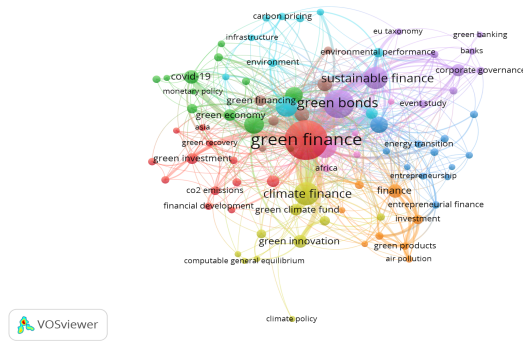 carbon pricing
eu taxonomy
green banking
infrastructure
environmental performance
banks
environment
corporate governance
covid-19
sustainable finance
monetary policy
green financing
green bonds
event study
green economy
asia
green finance
green recovery
energy transition
green investment
africa
entrepreneurship
co2 emissions
climate finance
finance
financial development
green climate fund
entrepreneurial finance
investment
green innovation
green products
computable general equilibrium
air pollution
climate policy
VOSviewer